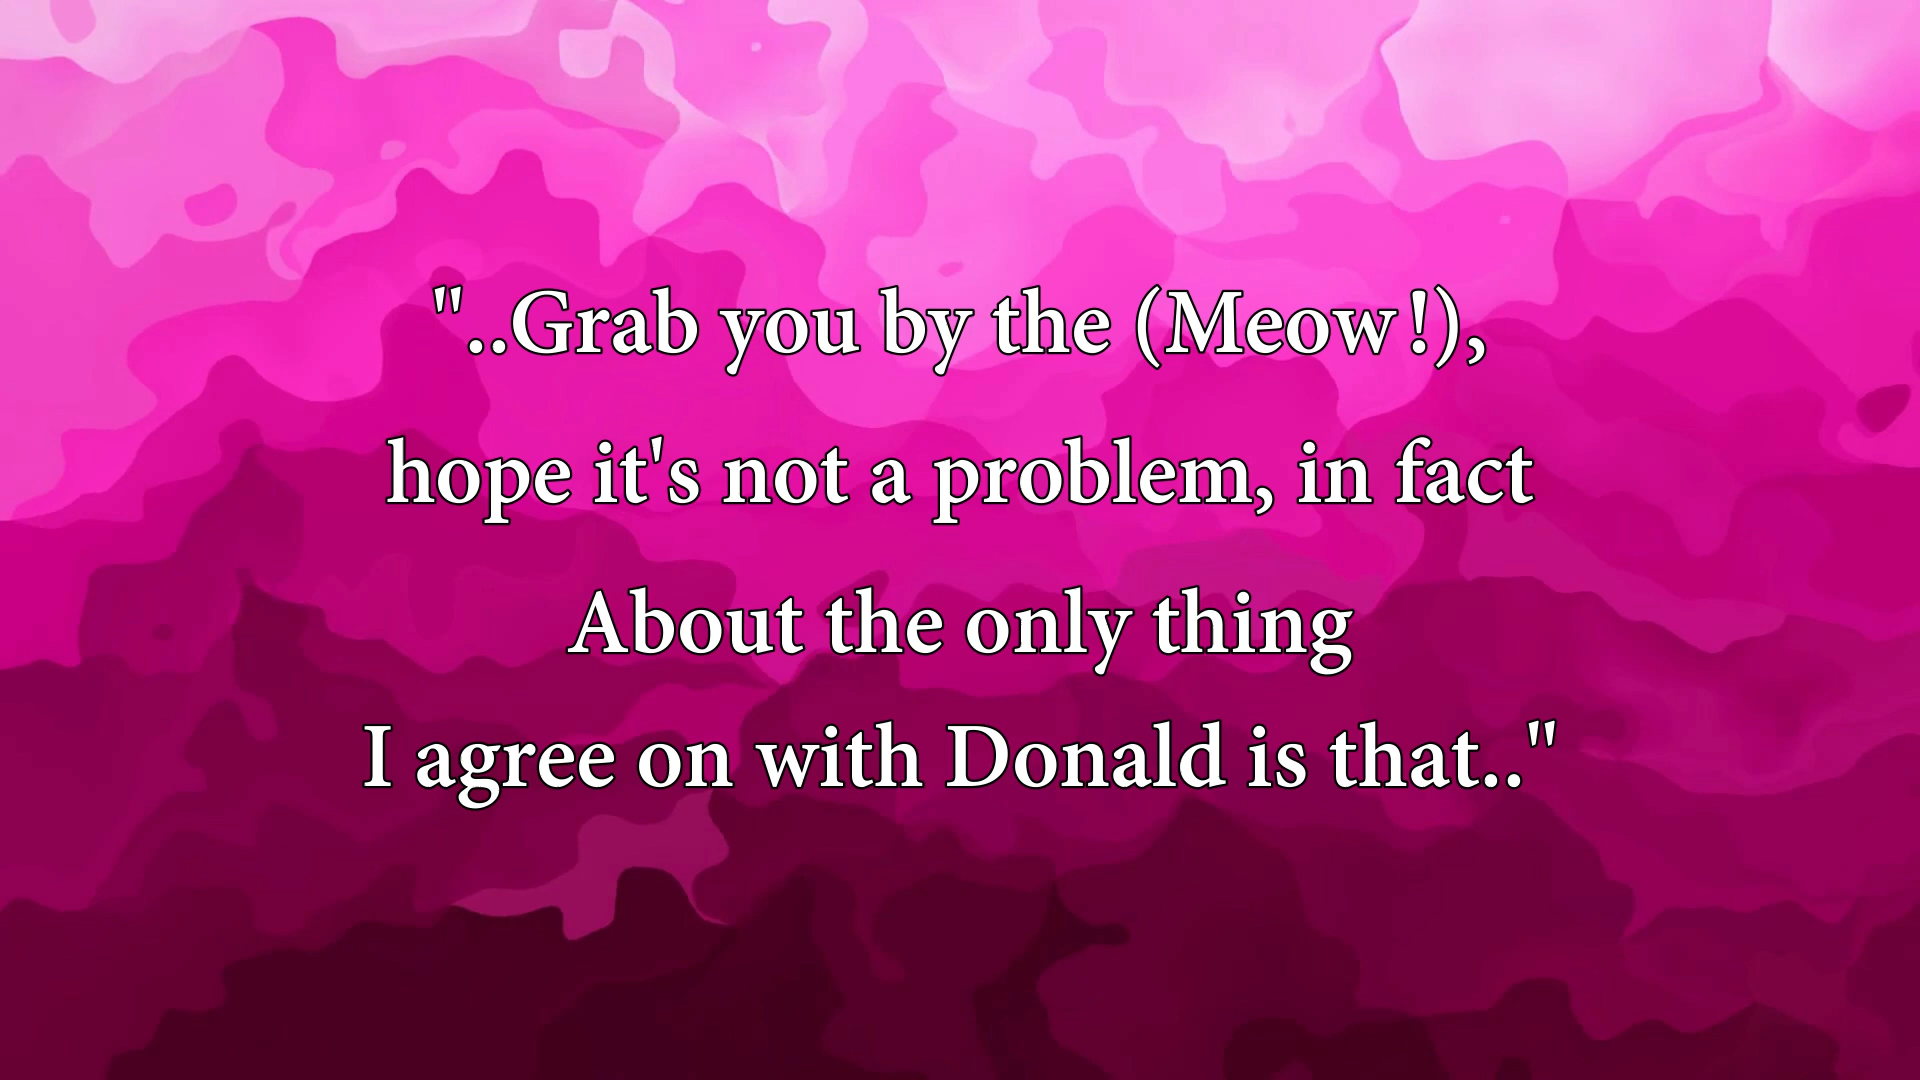 "..Grab you by the (Meow!),
hope it's not a problem, in fact
About the only thing
I agree on with Donald is that.."